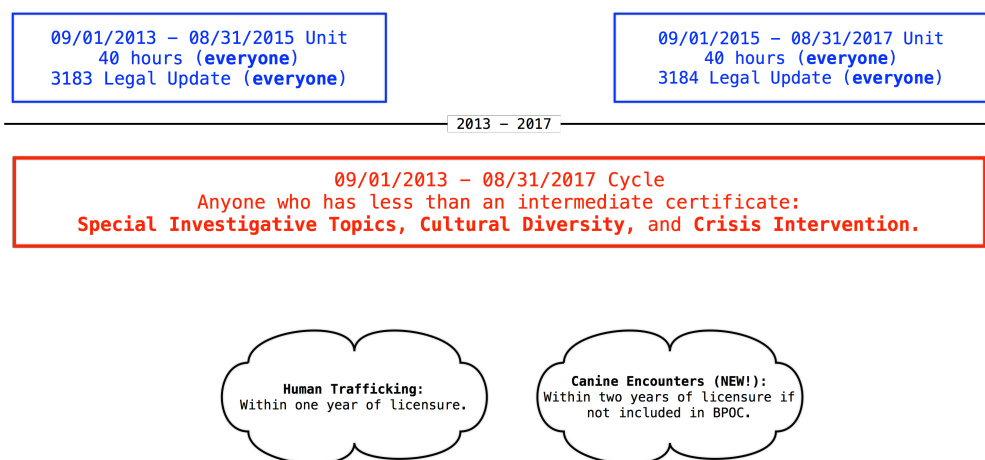 09/01/2013 – 08/31/2015 Unit
40 hours (everyone)
3183 Legal Update (everyone)
09/01/2015 – 08/31/2017 Unit
40 hours (everyone)
3184 Legal Update (everyone)
2013 – 2017
09/01/2013 – 08/31/2017 Cycle
Anyone who has less than an intermediate certificate:
Special Investigative Topics, Cultural Diversity, and Crisis Intervention.
Human Trafficking:
Within one year of licensure.
Canine Encounters (NEW!):
Within two years of licensure if
not included in BPOC.